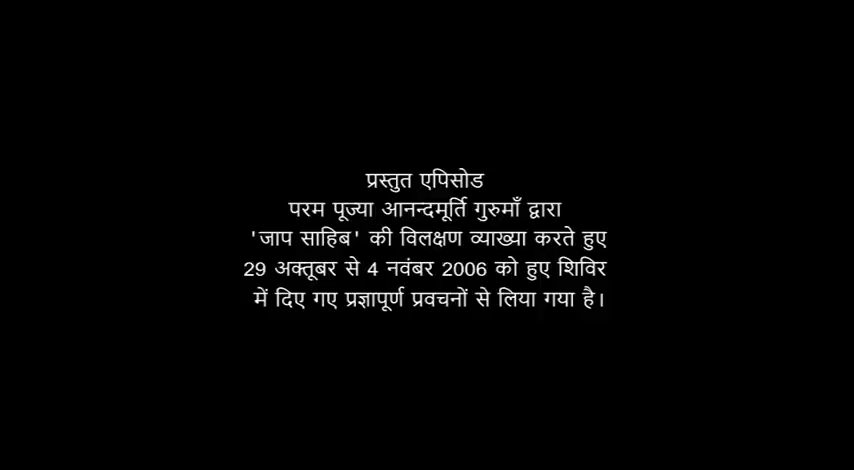 प्रस्तुत एपिसोड
परम पूज्या आनन्दमूर्ति गुरुमाँ द्वारा
'जाप साहिब' की विलक्षण व्याख्या करते हुए
29 अक्तूबर से 4 नवंबर 2006 को हुए शिविर
में दिए गए प्रज्ञापूर्ण प्रवचनों से लिया गया है।